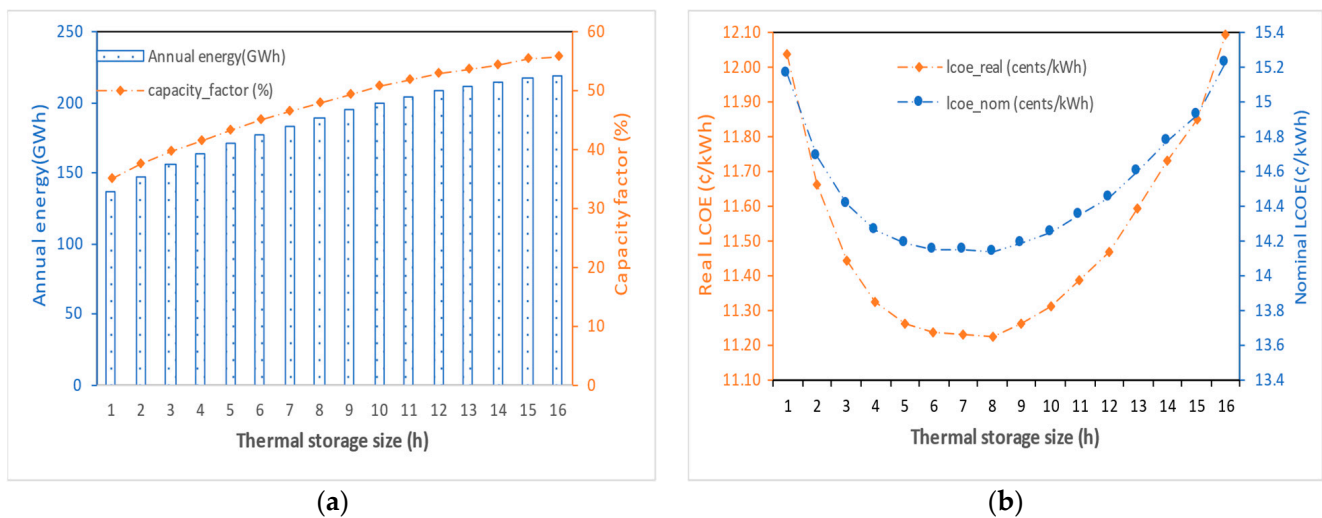 250
200
150
100
50
0
Annual energy(GWh)
Annual energy(GWh)
capacity_factor (%)
60
50
40
30
20
10
0
Capacity factor (%)
1 2 3 4 5 6 7 8 9 10 11 12 13 14 15 16
Thermal storage size (h)
(a)
12.10
12.00
11.90
11.80
11.70
11.60
11.50
11.40
11.30
11.20
11.10
Real LCOE (¢/kWh)
lcoe_real (cents/kWh)
lcoe_nom (cents/kWh)
15.4
15.2
15
14.8
14.6
14.4
14.2
14
13.8
13.6
13.4
Nominal LCOE(¢/kWh)
1 2 3 4 5 6 7 8 9 10 11 12 13 14 15 16
Thermal storage size (h)
(b)